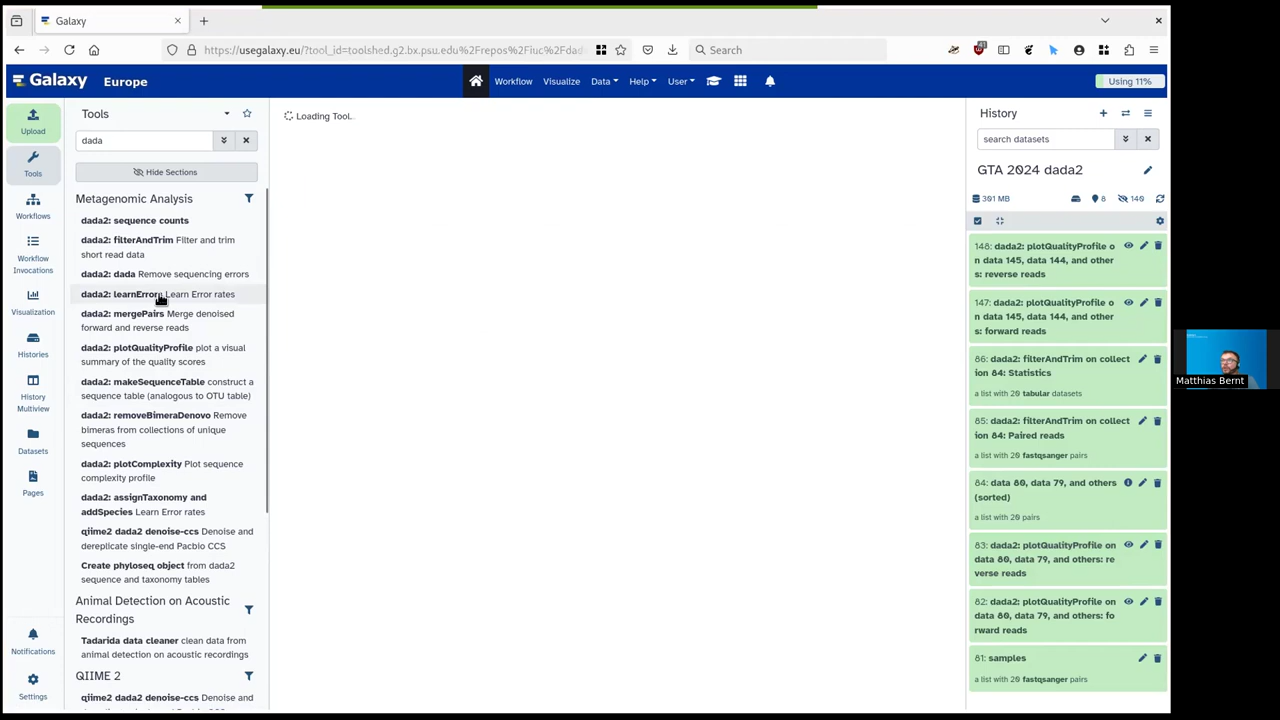 Galaxy
https://usegalaxy.eu/?tool_id=toolshed.g2.bx.psu.edu%2Frepos%2Fiuc%2Fdad
Search
Galaxy Europe
Workflow Visualize Data Help User
Using 11%
Upload
Tools
Workflows
Workflow
Invocations
Visualization
Histories
History
Multiview
Datasets
Pages
Notifications
Settings
Tools
dada
Hide Sections
Metagenomic Analysis
dada2: sequence counts
dada2: filterAndTrim Filter and trim
short read data
dada2: dada Remove sequencing errors
dada2: learnErrors Learn Error rates
dada2: mergePairs Merge denoised
forward and reverse reads
dada2: plotQualityProfile plot a visual
summary of the quality scores
dada2: makeSequenceTable construct a
sequence table (analogous to OTU table)
dada2: removeBimeraDenovo Remove
bimeras from collections of unique
sequences
dada2: plotComplexity Plot sequence
complexity profile
dada2: assignTaxonomy and
addSpecies Learn Error rates
qiime2 dada2 denoise-ccs Denoise and
dereplicate single-end Pacbio CCS
Create phyloseq object from dada2
sequence and taxonomy tables
Animal Detection on Acoustic
Recordings
Tadarida data cleaner clean data from
animal detection on acoustic recordings
QIIME 2
qiime2 dada2 denoise-ccs Denoise and
Loading Tool.
History
search datasets
GTA 2024 dada2
301 MB
8
140
148: dada2: plotQualityProfile o
n data 145, data 144, and other
s: reverse reads
147: dada2: plotQualityProfile o
n data 145, data 144, and other
s: forward reads
86: dada2: filterAndTrim on collect
ion 84: Statistics
a list with 20 tabular datasets
85: dada2: filterAndTrim on collect
ion 84: Paired reads
a list with 20 fastqsanger pairs
84: data 80, data 79, and others
(sorted)
a list with 20 pairs
83: dada2: plotQualityProfile on
data 80, data 79, and others: re
verse reads
82: dada2: plotQualityProfile on
data 80, data 79, and others: fo
rward reads
81: samples
a list with 20 fastqsanger pairs
Matthias Bernt